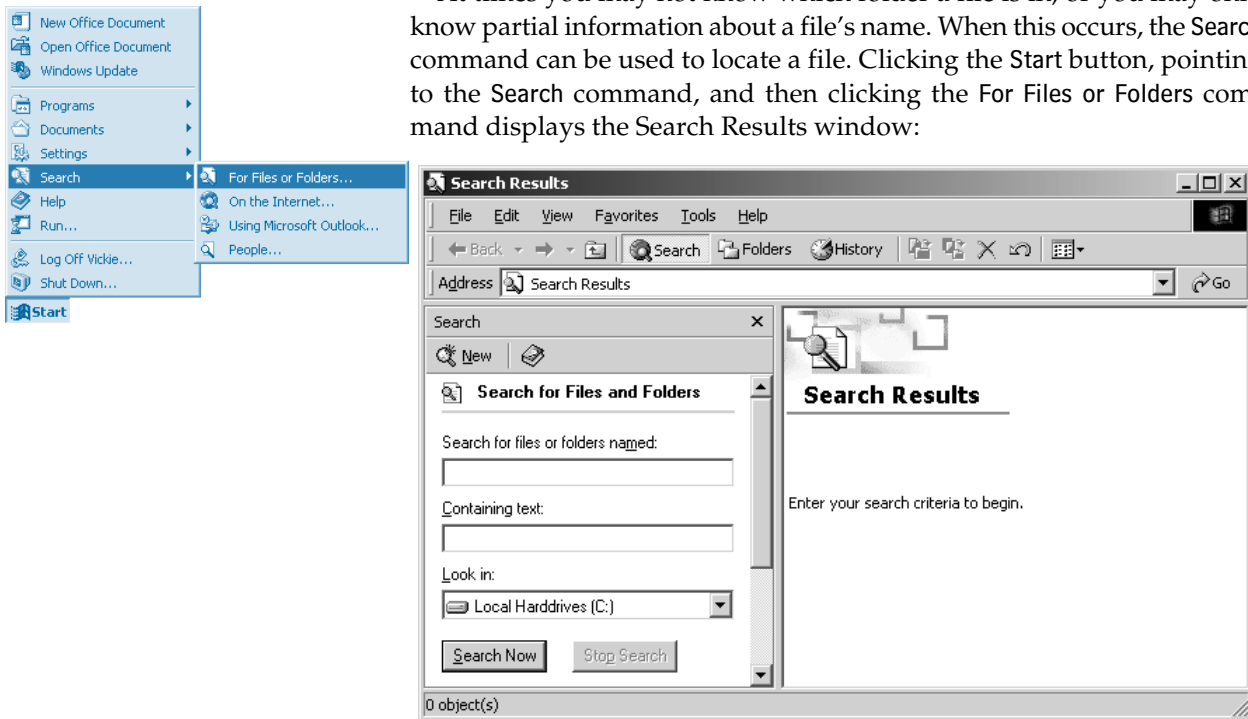 know partial information about a file's name. When this occurs, the
command can be used to locate a file. Clicking the Start button,
to the Search command, and then clicking the For Files or Folders com
mand displays the Search Results window:
New Office Document
Open Office Document
Windows Update
Programs
Documents
Settings
Search
Help
Run...
Log Off Vickie...
Shut Down...
Start
For Files or Folders...
On the Internet...
Using Microsoft Outlook...
People...
Search Results
File Edit View Favorites Tools Help
Back Search Folders History
Address Search Results Go
Search
New
Search for Files and Folders
Search for files or folders named:
Containing text:
Look in:
Local Harddrives (C:)
Search Now Stop Search
Search Results
Enter your search criteria to begin.
0 object(s)